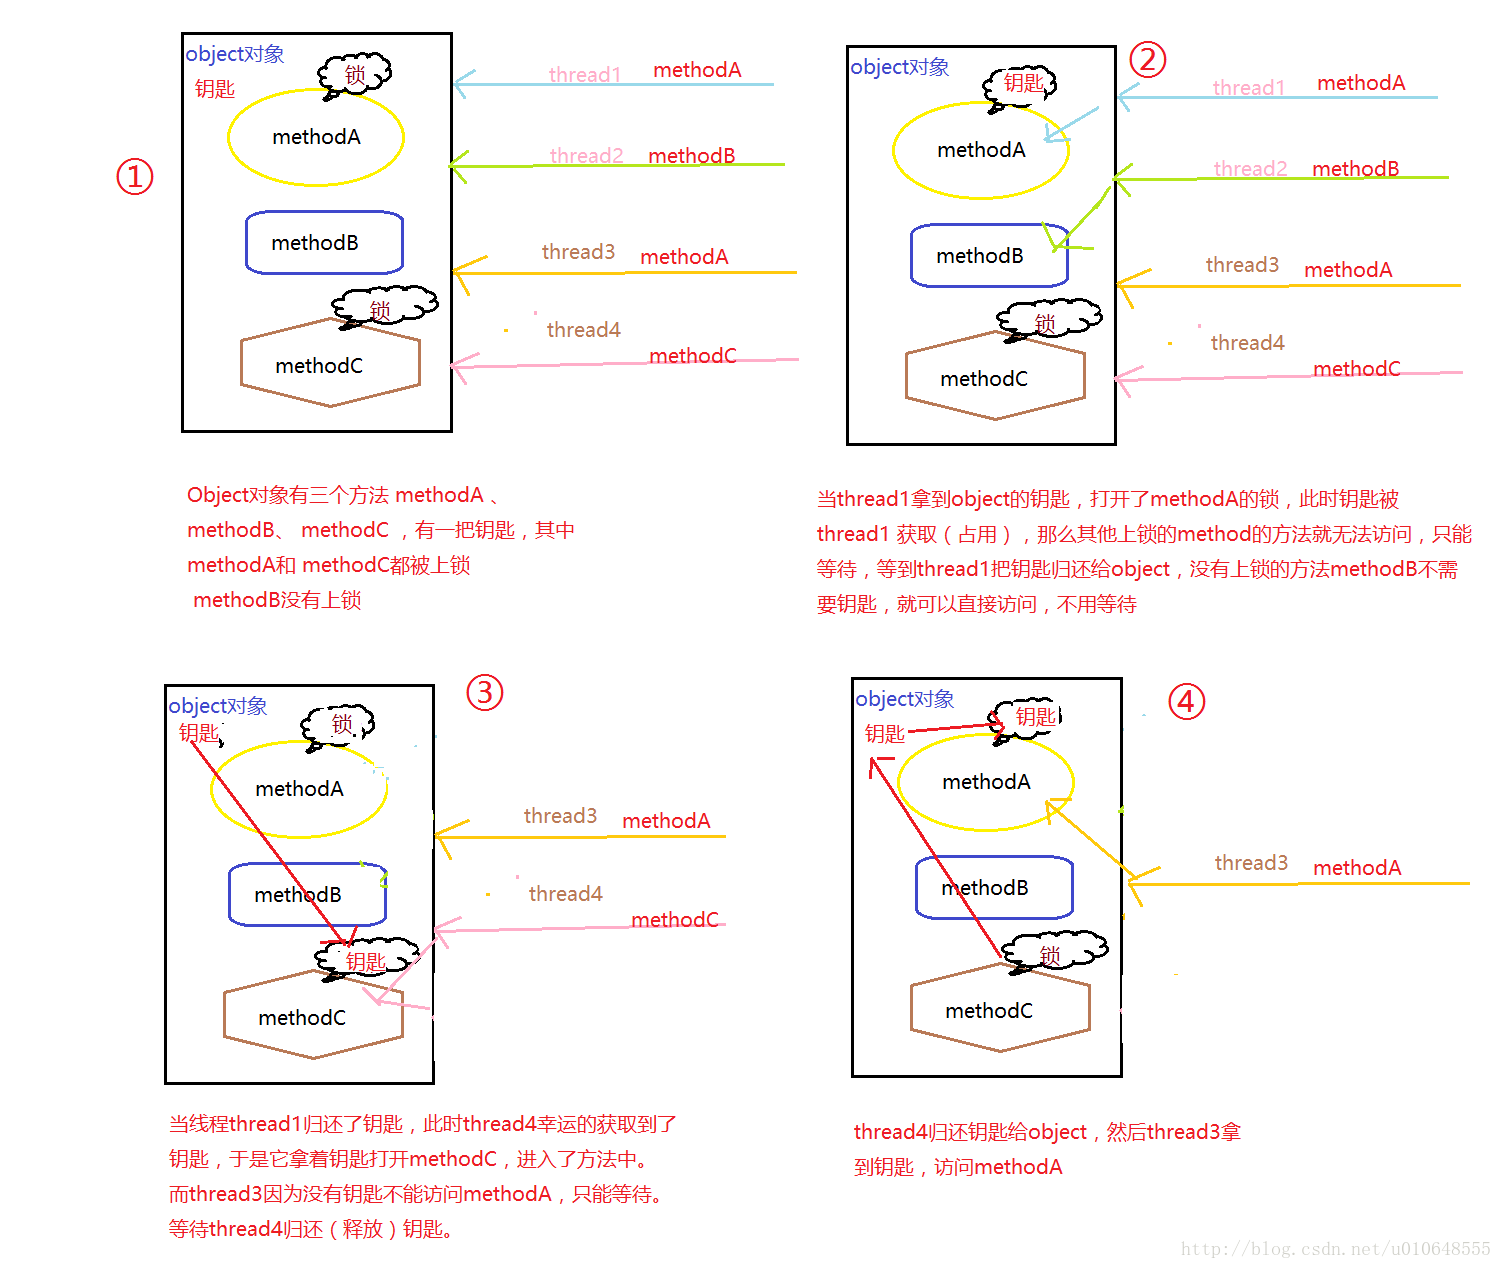 object对象
钥匙
锁
methodA
methodB
锁
methodC
thread1 methodA
thread2 methodB
thread3 methodA
thread4
methodC
①
Object对象有三个方法 methodA 、
methodB、 methodC ，有一把钥匙，其中
methodA和 methodC都被上锁
methodB没有上锁
②
object对象
钥匙
methodA
methodB
锁
methodC
thread1 methodA
thread2 methodB
thread3 methodA
thread4
methodC
当thread1拿到object的钥匙，打开了methodA的锁，此时钥匙被
thread1 获取（占用），那么其他上锁的method的方法就无法访问，只能
等待，等到thread1把钥匙归还给object，没有上锁的方法methodB不需
要钥匙，就可以直接访问，不用等待
③
object对象
钥匙
锁
methodA
methodB
钥匙
methodC
thread3 methodA
thread4
methodC
当线程thread1归还了钥匙，此时thread4幸运的获取到了
钥匙，于是它拿着钥匙打开methodC，进入了方法中。
而thread3因为没有钥匙不能访问methodA，只能等待。
等待thread4归还（释放）钥匙。
④
object对象
钥匙
钥匙
methodA
methodB
锁
methodC
thread3 methodA
thread4归还钥匙给object，然后thread3拿
到钥匙，访问methodA
http://blog.csdn.net/u010648555